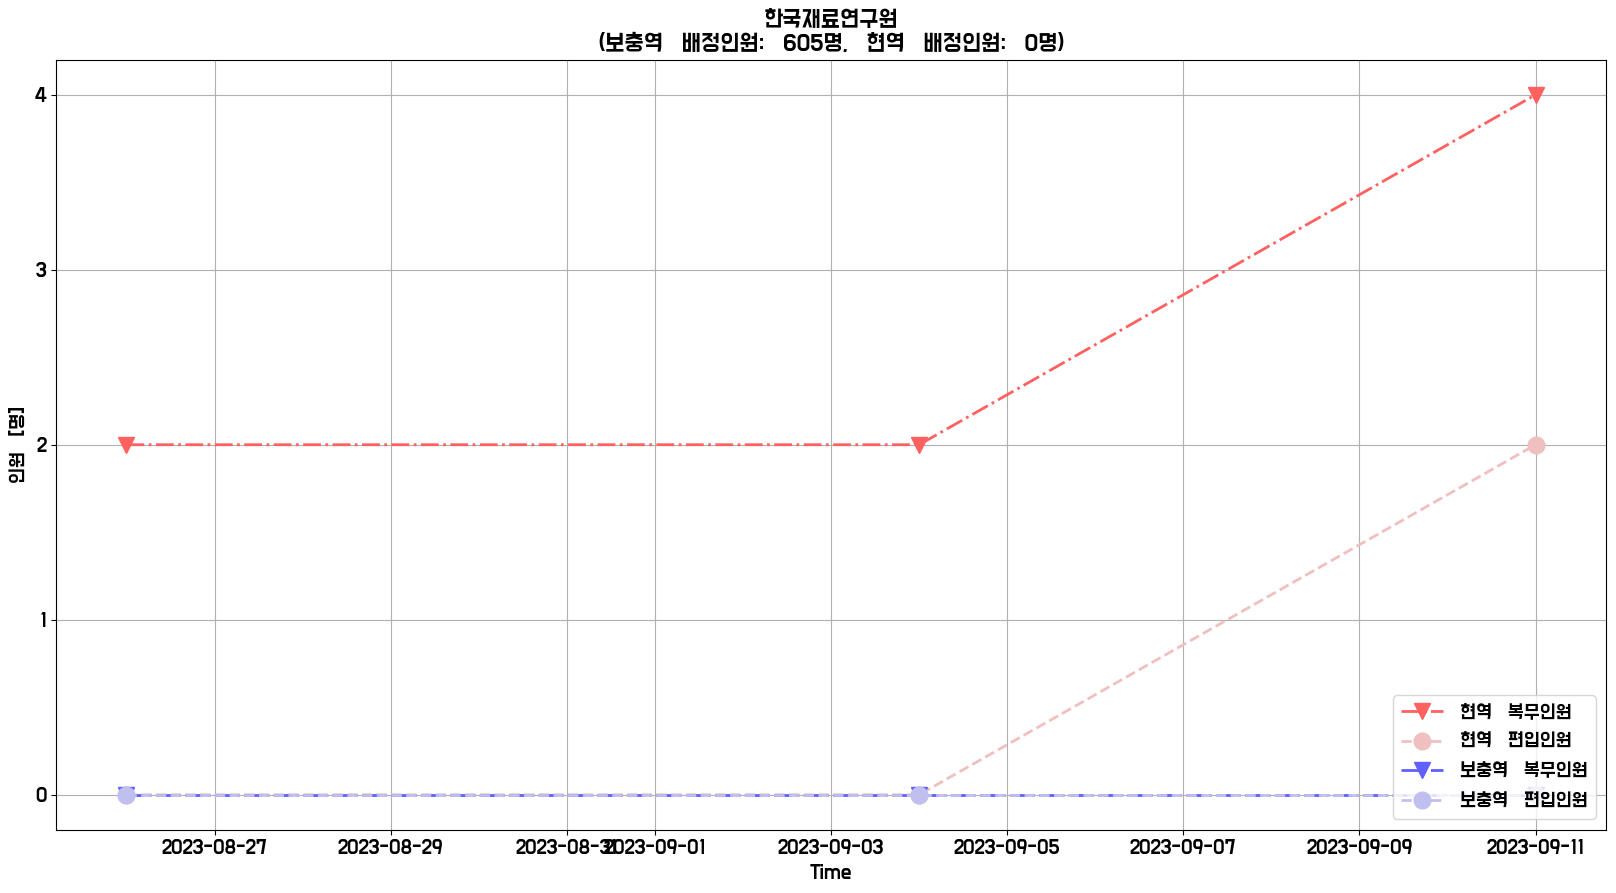 한국재료연구원
(보충역 배정인원: 605명, 현역 배정인원: 0명)
인원 [명]
4
3
2
1
0
현역 복무인원
현역 편입인원
보충역 복무인원
보충역 편입인원
2023-08-27 2023-08-29 2023-08-31 2023-09-01 2023-09-03 2023-09-05 2023-09-07 2023-09-09 2023-09-11
Time